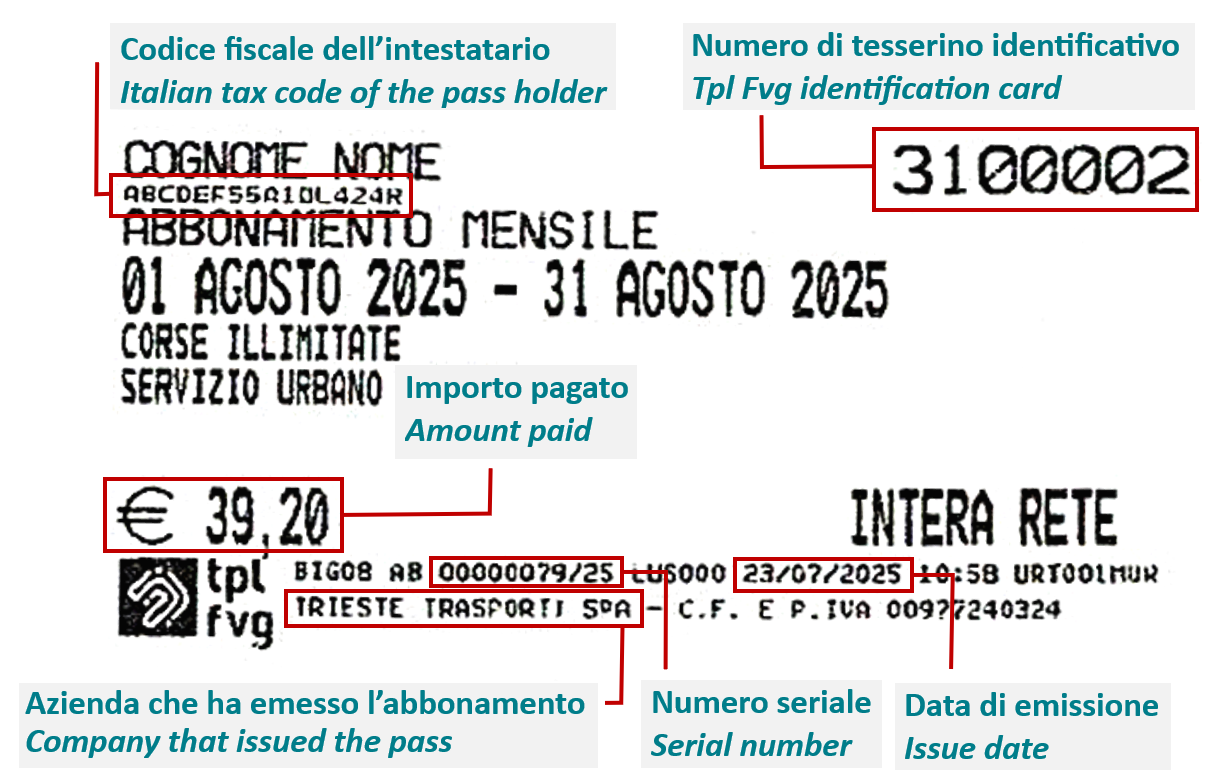 Codice fiscale dell'intestatario
Italian tax code of the pass holder
Numero di tesserino identificativo
Tpl Fvg identification card
COGNOME NOME
3100002
ABCDEF55A10L424R
ABBONAMENTO MENSILE
01 AGOSTO 2025 - 31 AGOSTO 2025
CORSE ILLIMITATE
SERVIZIO URBANO
Importo pagato
Amount paid
€ 39,20
INTERA RETE
tpl
fvg
BIG08 AB 00000079/25 LUS000 23/07/2025 10:58 URT001MUR
TRIESTE TRASPORTI SPA - C.F. E P.IVA 00977240324
Azienda che ha emesso l'abbonamento
Company that issued the pass
Numero seriale
Serial number
Data di emissione
Issue date